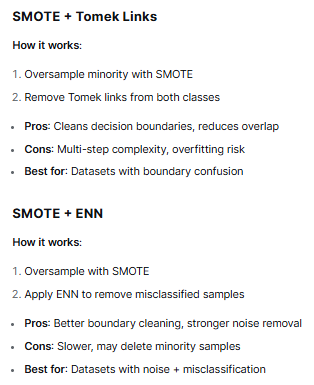 SMOTE + Tomek Links
How it works:
1. Oversample minority with SMOTE
2. Remove Tomek links from both classes
• Pros: Cleans decision boundaries, reduces overlap
• Cons: Multi-step complexity, overfitting risk
• Best for: Datasets with boundary confusion
SMOTE + ENN
How it works:
1. Oversample with SMOTE
2. Apply ENN to remove misclassified samples
• Pros: Better boundary cleaning, stronger noise removal
• Cons: Slower, may delete minority samples
• Best for: Datasets with noise + misclassification